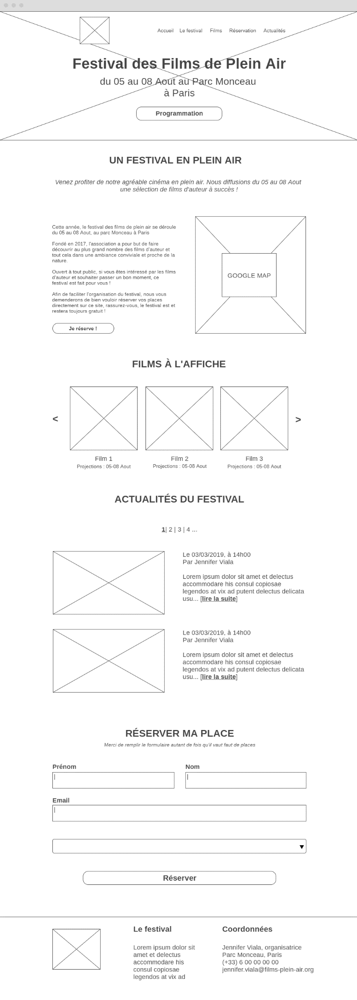 Accueil Le festival Films Réservation Actualités
Festival des Films de Plein Air
du 05 au 08 Aout au Parc Monceau
à Paris
Programmation
UN FESTIVAL EN PLEIN AIR
Venez profiter de notre agréable cinéma en plein air. Nous diffusions du 05 au 08 Aout
une sélection de films d'auteur à succès !
Cette année, le festival des films de plein air se déroule
du 05 au 08 Aout, au parc Monceau à Paris
Fondé en 2017, l'association a pour but de faire
découvrir au plus grand nombre des films d'auteur et
tout cela dans une ambiance conviviale et proche de la
nature.
Ouvert à tout public, si vous êtes intéressé par les films
d'auteur et souhaiter passer un bon moment, ce
festival est fait pour vous !
Afin de faciliter l'organisation du festival, nous vous
demenderons de bien vouloir réserver vos places
directement sur ce site, rassurez-vous, le festival est et
restera toujours gratuit !
Je réserve !
GOOGLE MAP
FILMS À L'AFFICHE
< >
Film 1 Film 2 Film 3
Projections : 05-08 Aout Projections : 05-08 Aout Projections : 05-08 Aout
ACTUALITÉS DU FESTIVAL
1| 2 | 3 | 4 ...
Le 03/03/2019, à 14h00
Par Jennifer Viala
Lorem ipsum dolor sit amet et delectus
accommodare his consul copiosae
legendos at vix ad putent delectus delicata
usu... [lire la suite]
Le 03/03/2019, à 14h00
Par Jennifer Viala
Lorem ipsum dolor sit amet et delectus
accommodare his consul copiosae
legendos at vix ad putent delectus delicata
usu... [lire la suite]
RÉSERVER MA PLACE
Merci de remplir le formulaire autant de fois qu'il vaut faut de places
Prénom Nom
Email
Réserver
Le festival
Lorem ipsum dolor sit
amet et delectus
accommodare his
consul copiosae
legendos at vix ad
Coordonnées
Jennifer Viala, organisatrice
Parc Monceau, Paris
(+33) 6 00 00 00 00
jennifer.viala@films-plein-air.org